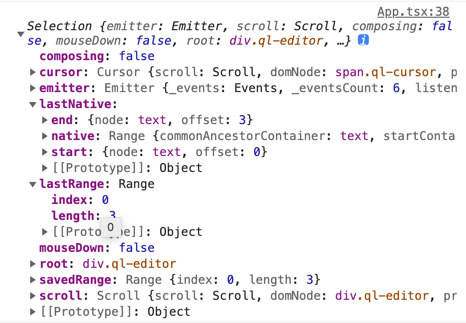 App.tsx:38
Selection {emitter: Emitter, scroll: Scroll, composing: fal
se, mouseDown: false, root: div.ql-editor, …} i
composing: false
cursor: Cursor {scroll: Scroll, domNode: span.ql-cursor, p
emitter: Emitter {_events: Events, _eventsCount: 6, listen
lastNative:
end: {node: text, offset: 3}
native: Range {commonAncestorContainer: text, startConta
start: {node: text, offset: 0}
[[Prototype]]: Object
lastRange: Range
index: 0
length: 3
0
[[Prototype]]: Object
mouseDown: false
root: div.ql-editor
savedRange: Range {index: 0, length: 3}
scroll: Scroll {scroll: Scroll, domNode: div.ql-editor, pr
[[Prototype]]: Object